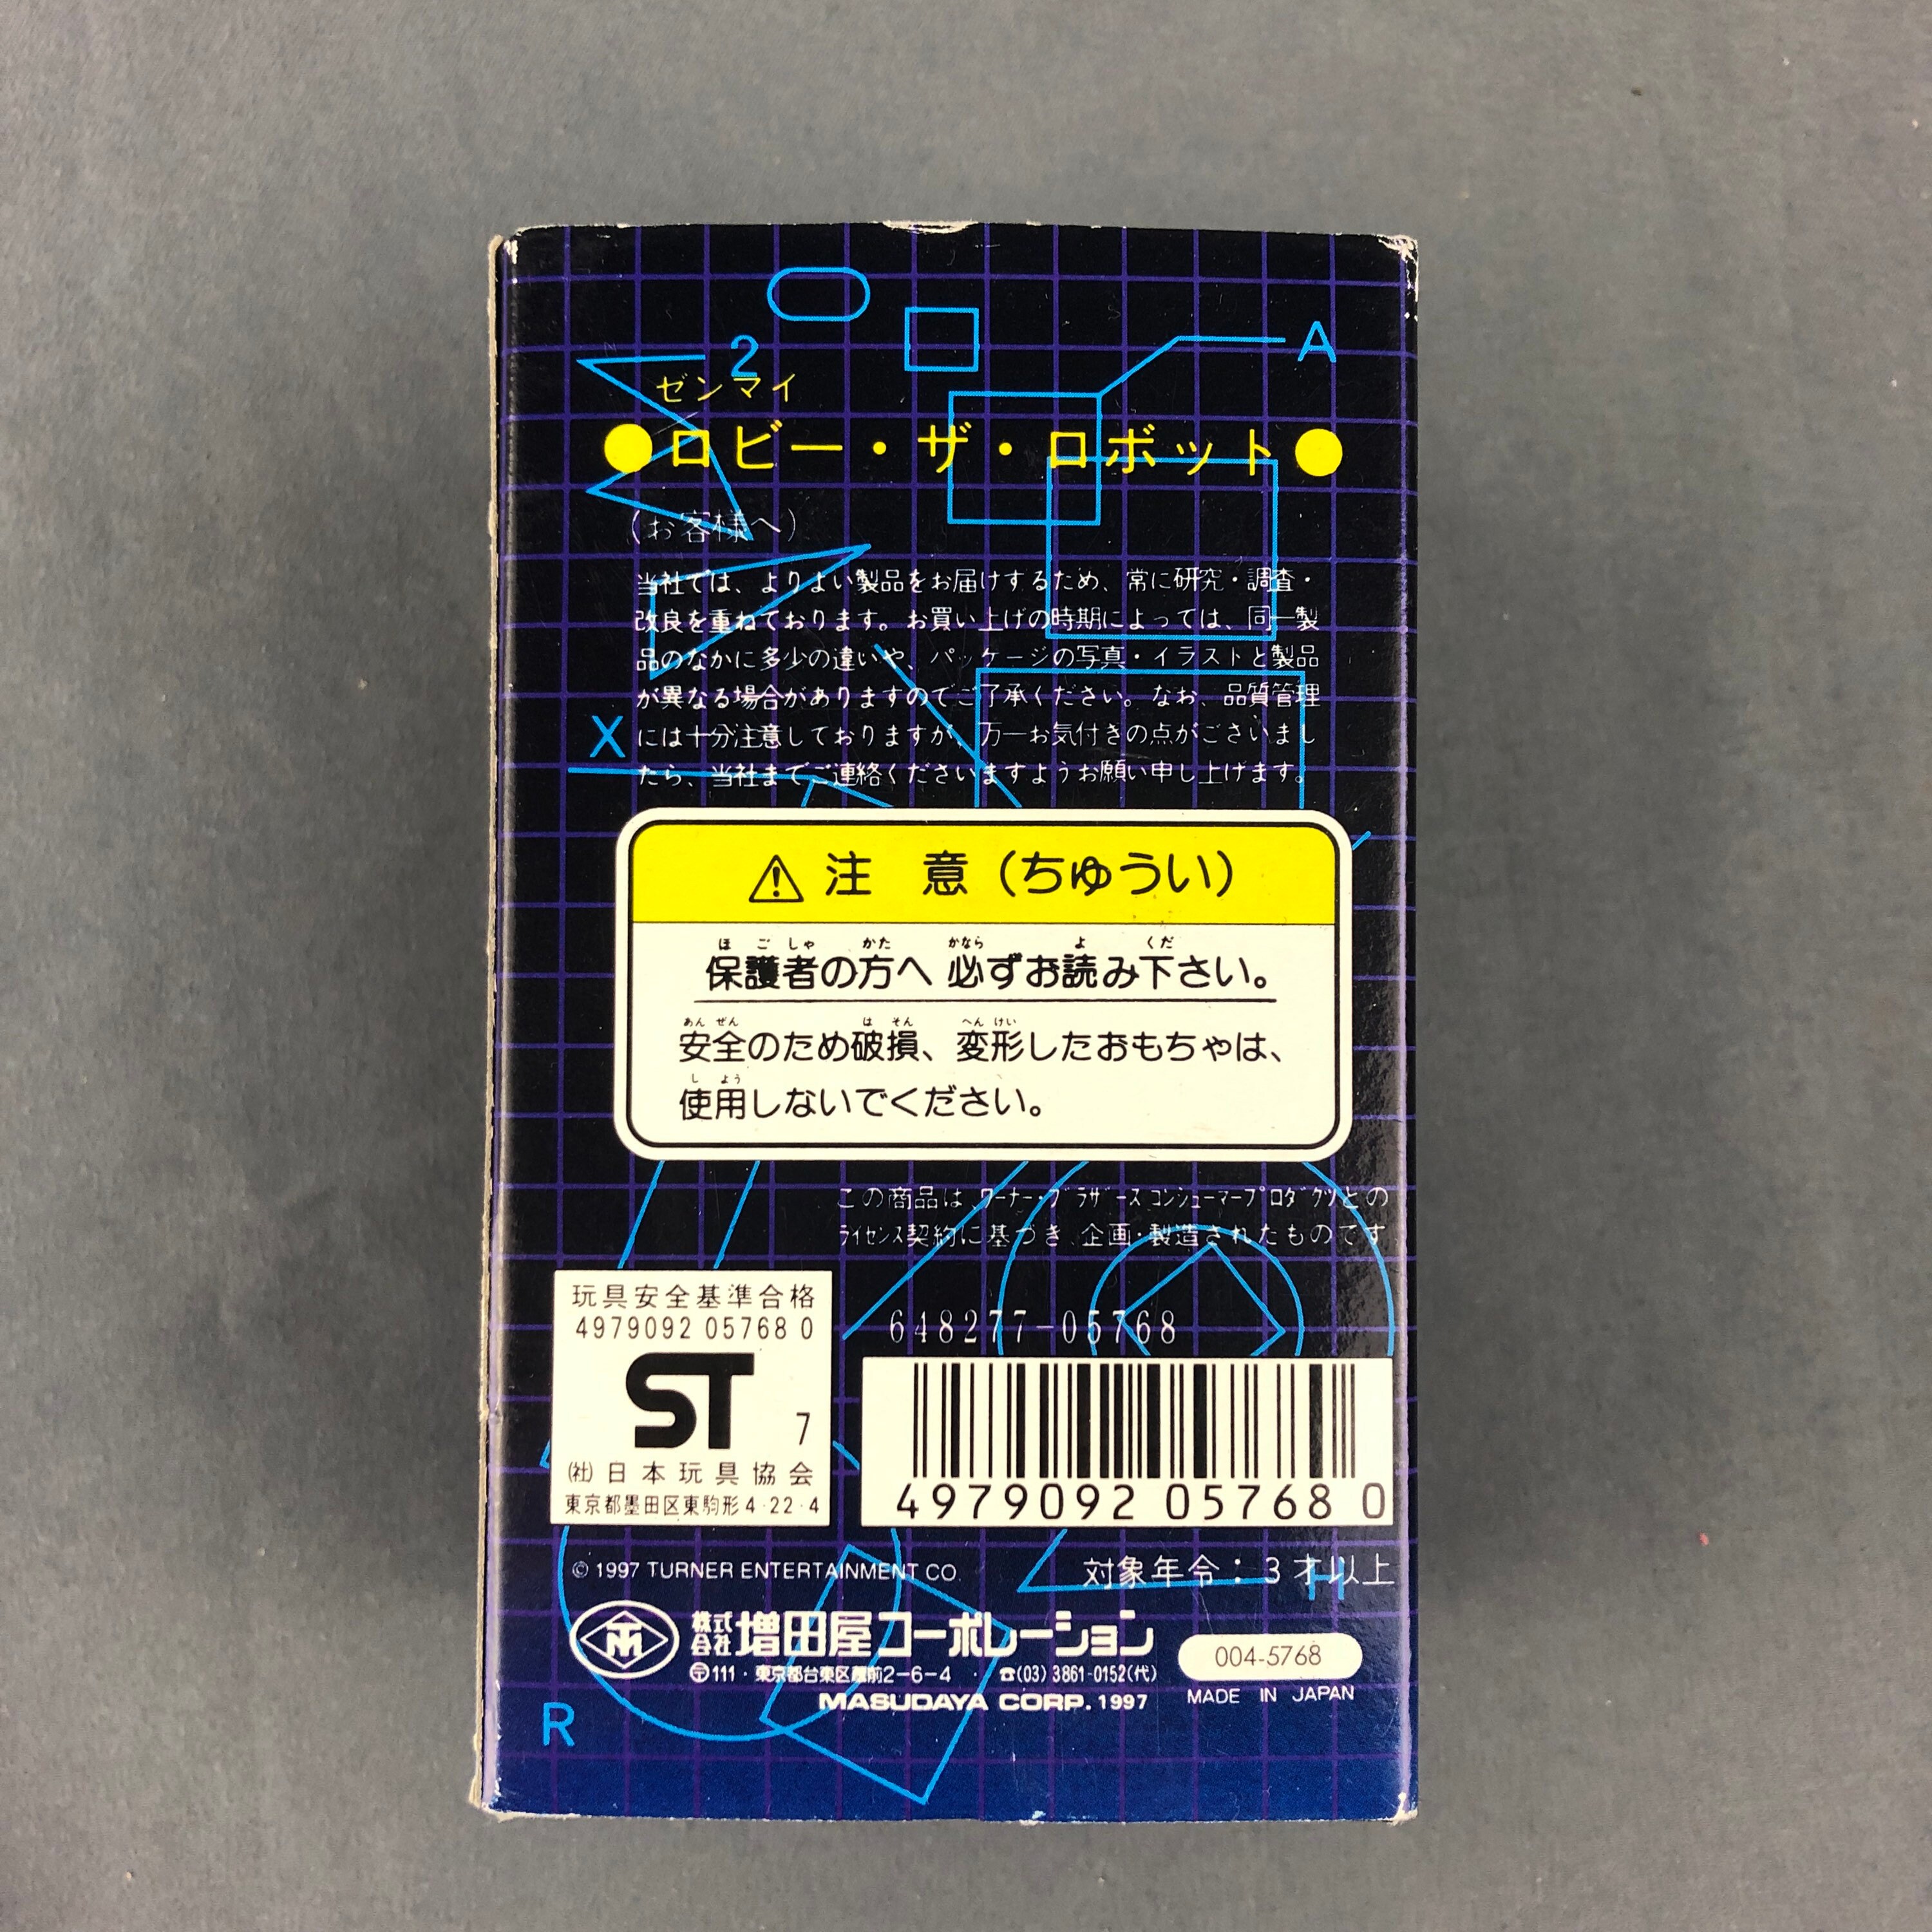 2
A
ゼンマイ
●ロビー・ザ・ロボット●
(お客様へ)
当社では、よりよい製品をお届けするため、常に研究・調査・
改良を重ねております。お買い上げの時期によっては、同一製
品のなかに多少の違いや、パッケージの写真・イラストと製品
が異なる場合がありますのでご了承ください。なお、品質管理
X
には十分注意しておりますが、万一お気付きの点がございまし
たら、当社までご連絡くださいますようお願い申し上げます。
⚠ 注 意 (ちゅうい)
ほ ご しゃ かた かなら よ くだ
保護者の方へ 必ずお読み下さい。
あん ぜん は そん へん けい
安全のため破損、変形したおもちゃは、
し よう
使用しないでください。
この商品は、ワーナー・ブラザースコンシューマープロダクツとの
ライセンス契約に基づき、企画・製造されたものです
玩具安全基準合格
4979092 05768 0
ST 7
(社)日本玩具協会
東京都墨田区東駒形4-22-4
648277-05768
4979092 057680
© 1997 TURNER ENTERTAINMENT CO.
対象年令：3才以上
H
TM
株式会社増田屋コーポレーション
〒111・東京都台東区蔵前2-6-4 ・ ☎(03)3861-0152(代)
MASUDAYA CORP. 1997
004-5768
MADE IN JAPAN
R